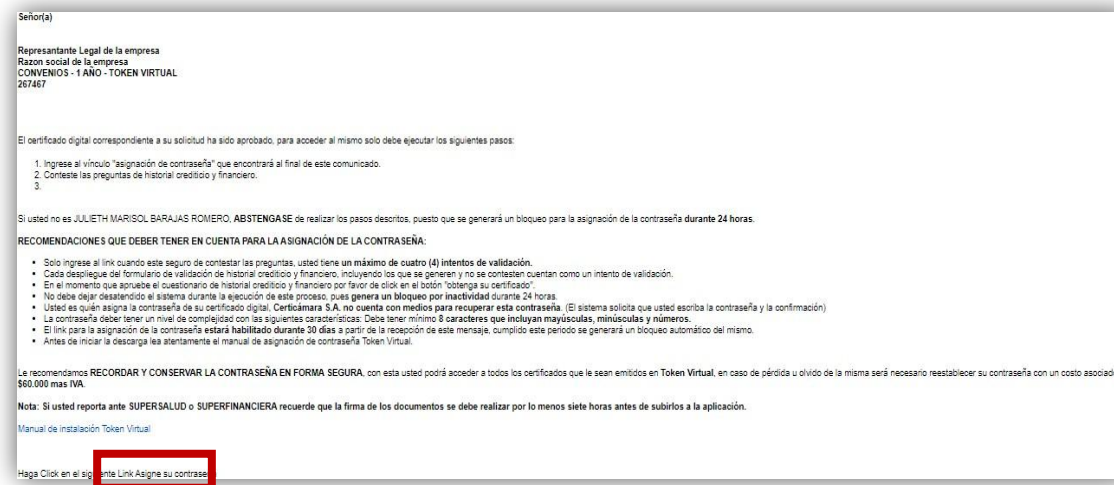 Señor(a)
Represantante Legal de la empresa
Razon social de la empresa
CONVENIOS - 1 AÑO - TOKEN VIRTUAL
267467
El certificado digital correspondiente a su solicitud ha sido aprobado, para acceder al mismo solo debe ejecutar los siguientes pasos:
1. Ingrese al vínculo "asignación de contraseña" que encontrará al final de este comunicado.
2. Conteste las preguntas de historial crediticio y financiero.
3.
Si usted no es JULIETH MARISOL BARAJAS ROMERO, ABSTENGASE de realizar los pasos descritos, puesto que se generará un bloqueo para la asignación de la contraseña durante 24 horas.
RECOMENDACIONES QUE DEBER TENER EN CUENTA PARA LA ASIGNACIÓN DE LA CONTRASEÑA:
• Solo ingrese al link cuando este seguro de contestar las preguntas, usted tiene un máximo de cuatro (4) intentos de validación.
• Cada despliegue del formulario de validación de historial crediticio y financiero, incluyendo los que se generen y no se contesten cuentan como un intento de validación.
• En el momento que apruebe el cuestionario de historial crediticio y financiero por favor de click en el botón "obtenga su certificado".
• No debe dejar desatendido el sistema durante la ejecución de este proceso, pues genera un bloqueo por inactividad durante 24 horas.
• Usted es quién asigna la contraseña de su certificado digital, Certicámara S.A. no cuenta con medios para recuperar esta contraseña. (El sistema solicita que usted escriba la contraseña y la confirmación)
• La contraseña deber tener un nivel de complejidad con las siguientes características: Debe tener mínimo 8 caracteres que incluyan mayúsculas, minúsculas y números.
• El link para la asignación de la contraseña estará habilitado durante 30 días a partir de la recepción de este mensaje, cumplido este periodo se generará un bloqueo automático del mismo.
• Antes de iniciar la descarga lea atentamente el manual de asignación de contraseña Token Virtual.
Le recomendamos RECORDAR Y CONSERVAR LA CONTRASEÑA EN FORMA SEGURA, con esta usted podrá acceder a todos los certificados que le sean emitidos en Token Virtual, en caso de pérdida u olvido de la misma será necesario reestablecer su contraseña con un costo asociado
$60.000 mas IVA.
Nota: Si usted reporta ante SUPERSALUD o SUPERFINANCIERA recuerde que la firma de los documentos se debe realizar por lo menos siete horas antes de subirlos a la aplicación.
Manual de instalación Token Virtual
Haga Click en el siguiente Link Asigne su contraseñ